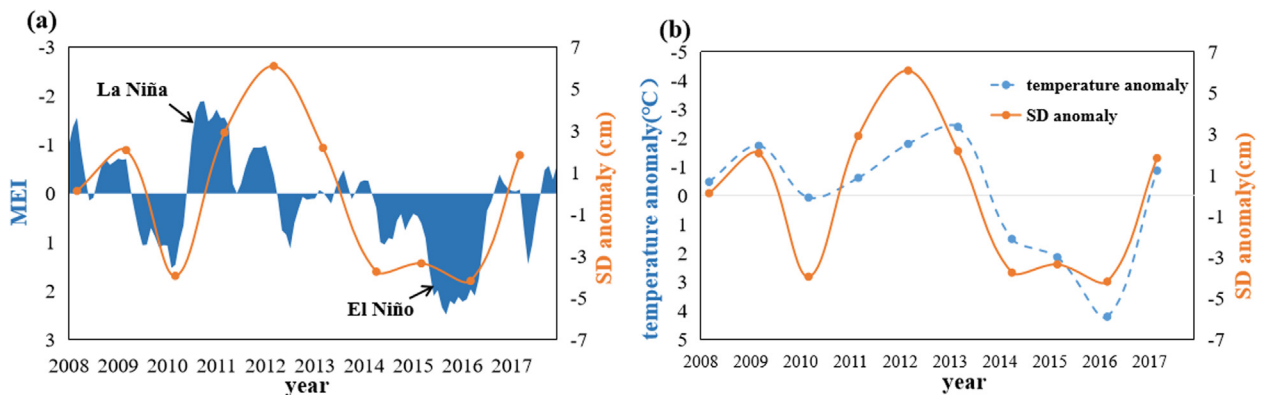 (a)
-3
-2
-1
0
1
2
3
MEI
La Niña
El Niño
7
5
3
1
-1
-3
-5
-7
SD anomaly (cm)
2008 2009 2010 2011 2012 2013 2014 2015 2016 2017
year
(b)
-5
-4
-3
-2
-1
0
1
2
3
4
5
temperature anomaly(°C)
temperature anomaly
SD anomaly
7
5
3
1
-1
-3
-5
-7
SD anomaly(cm)
2008 2009 2010 2011 2012 2013 2014 2015 2016 2017
year